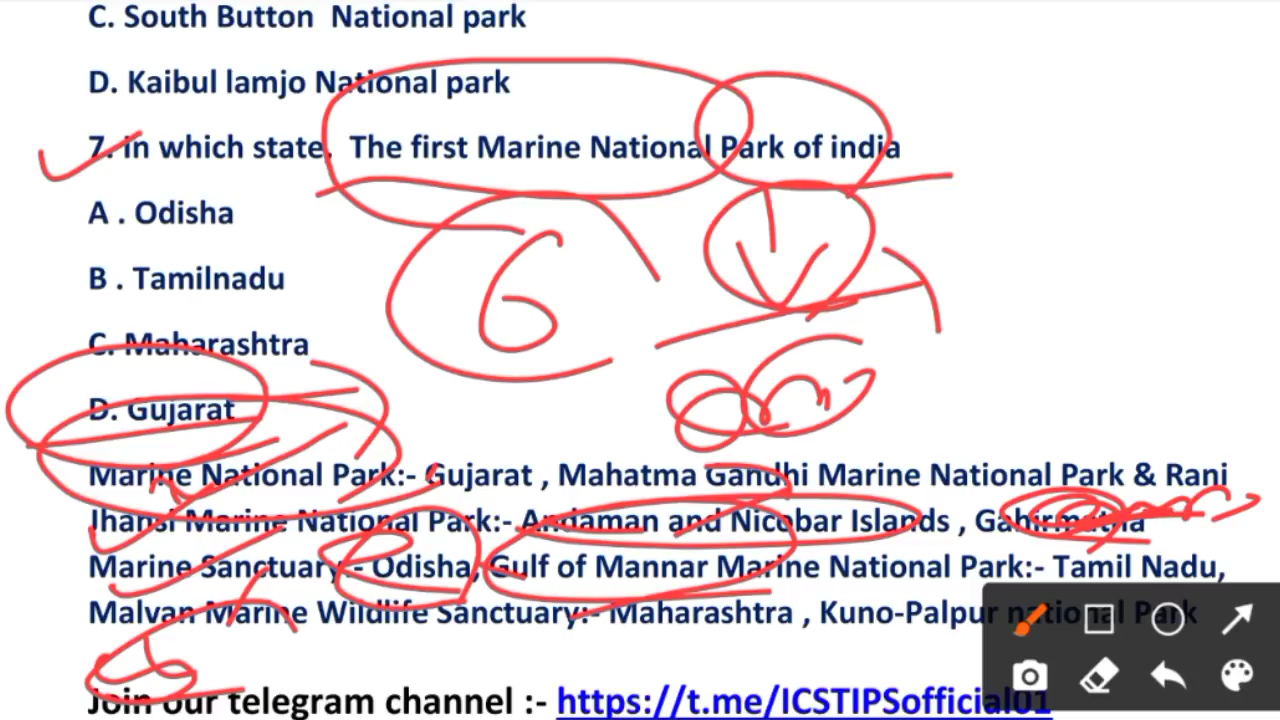 C. South Button National park
D. Kaibul lamjo National park
7. In which state, The first Marine National Park of india
A . Odisha
B . Tamilnadu
C. Maharashtra
D. Gujarat
Marine National Park:- Gujarat , Mahatma Gandhi Marine National Park & Rani
Jhansi Marine National Park:- Andaman and Nicobar Islands , Gahirmatha
Marine Sanctuary:- Odisha, Gulf of Mannar Marine National Park:- Tamil Nadu,
Malvan Marine Wildlife Sanctuary:- Maharashtra , Kuno-Palpur national Park
Join our telegram channel :- https://t.me/ICSTIPSofficial01